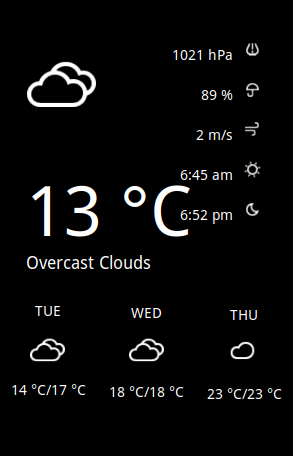 1021 hPa
89 %
2 m/s
6:45 am
13 °C
6:52 pm
Overcast Clouds
TUE WED THU
14 °C/17 °C 18 °C/18 °C 23 °C/23 °C